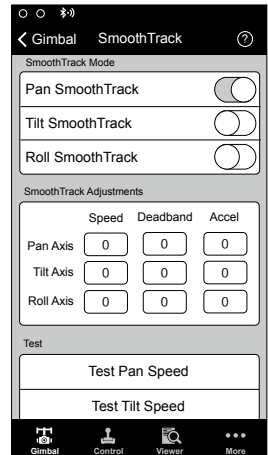 Gimbal SmoothTrack ?
SmoothTrack Mode
Pan SmoothTrack
Tilt SmoothTrack
Roll SmoothTrack
SmoothTrack Adjustments
Speed Deadband Accel
Pan Axis 0 0 0
Tilt Axis 0 0 0
Roll Axis 0 0 0
Test
Test Pan Speed
Test Tilt Speed
Gimbal Control Viewer More